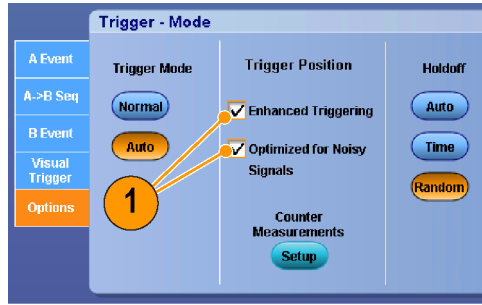 Trigger - Mode
A Event
A->B Seq
B Event
Visual
Trigger
Options
Trigger Mode
Normal
Auto
1
Trigger Position
Enhanced Triggering
Optimized for Noisy
Signals
Counter
Measurements
Setup
Holdoff
Auto
Time
Random